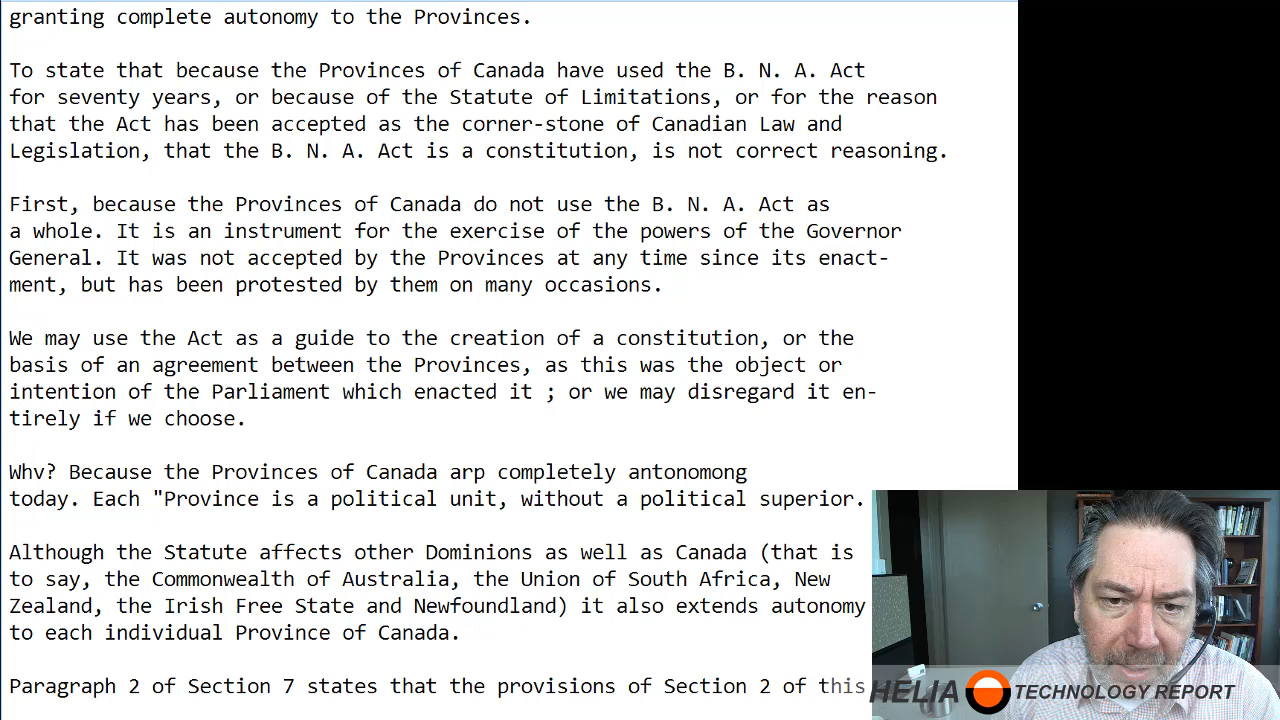 granting complete autonomy to the Provinces.
To state that because the Provinces of Canada have used the B. N. A. Act
for seventy years, or because of the Statute of Limitations, or for the reason
that the Act has been accepted as the corner-stone of Canadian Law and
Legislation, that the B. N. A. Act is a constitution, is not correct reasoning.
First, because the Provinces of Canada do not use the B. N. A. Act as
a whole. It is an instrument for the exercise of the powers of the Governor
General. It was not accepted by the Provinces at any time since its enact-
ment, but has been protested by them on many occasions.
We may use the Act as a guide to the creation of a constitution, or the
basis of an agreement between the Provinces, as this was the object or
intention of the Parliament which enacted it ; or we may disregard it en-
tirely if we choose.
Whv? Because the Provinces of Canada arp completely antonomong
today. Each "Province is a political unit, without a political superior.
Although the Statute affects other Dominions as well as Canada (that is
to say, the Commonwealth of Australia, the Union of South Africa, New
Zealand, the Irish Free State and Newfoundland) it also extends autonomy
to each individual Province of Canada.
Paragraph 2 of Section 7 states that the provisions of Section 2 of this
HELIA TECHNOLOGY REPORT